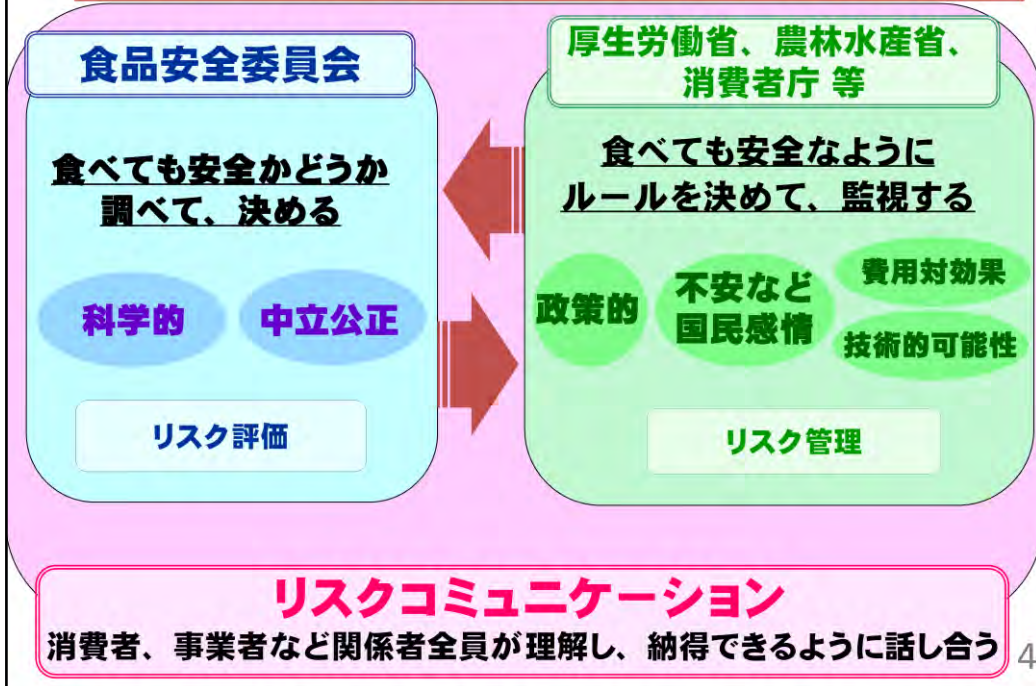 食品安全委員会
食べても安全かどうか
調べて、決める
科学的
中立公正
リスク評価
厚生労働省、農林水産省、
消費者庁 等
食べても安全なように
ルールを決めて、監視する
政策的
不安など
国民感情
費用対効果
技術的可能性
リスク管理
リスクコミュニケーション
消費者、事業者など関係者全員が理解し、納得できるように話し合う
4